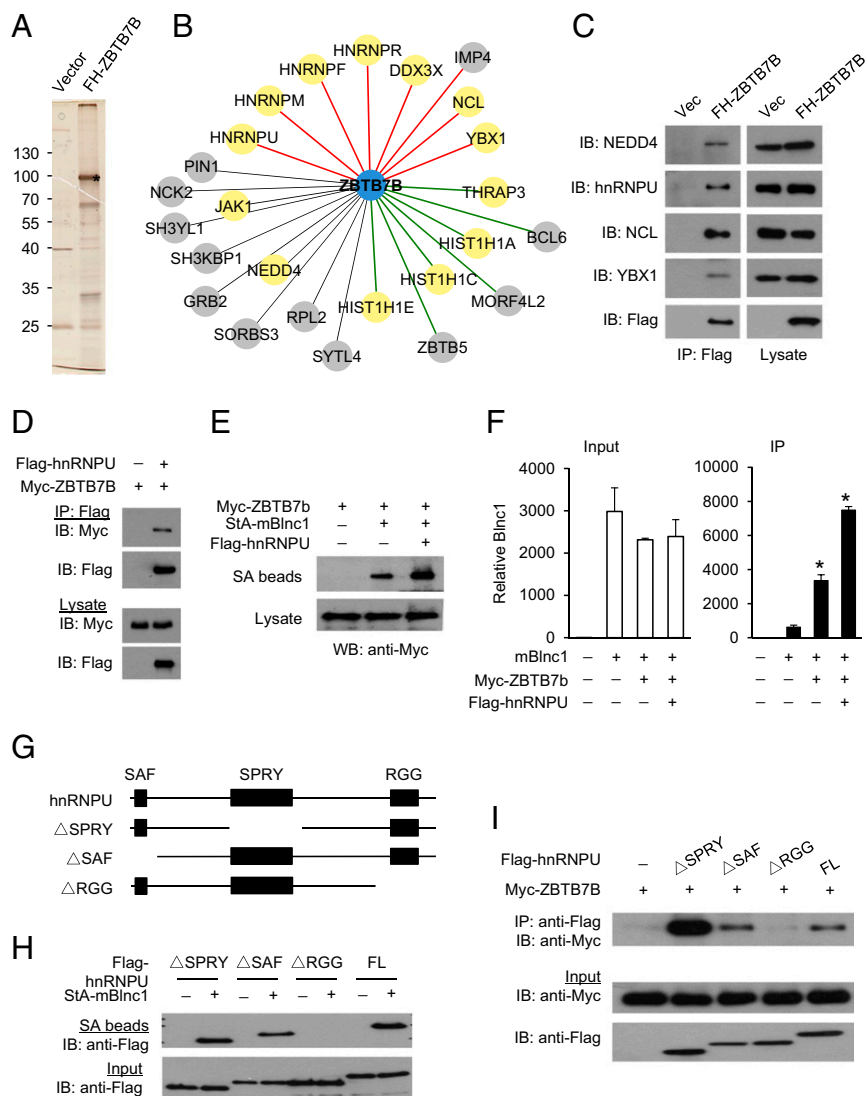 A
Vector
FH-ZBTB7B
130
100
70
55
40
35
25
*
B
HNRNPR
HNRNPF
DDX3X
IMP4
HNRNPM
NCL
HNRNPU
YBX1
PIN1
ZBTB7B
NCK2
JAK1
THRAP3
SH3YL1
BCL6
SH3KBP1
HIST1H1A
NEDD4
HIST1H1C
GRB2
HIST1H1E
MORF4L2
RPL2
SORBS3
ZBTB5
SYTL4
C
Vec
FH-ZBTB7B
Vec
FH-ZBTB7B
IB: NEDD4
IB: hnRNPU
IB: NCL
IB: YBX1
IB: Flag
IP: Flag
Lysate
D
Flag-hnRNPU – +
Myc-ZBTB7B + +
IP: Flag
IB: Myc
IB: Flag
Lysate
IB: Myc
IB: Flag
E
Myc-ZBTB7b + + +
StA-mBlnc1 – + +
Flag-hnRNPU – – +
SA beads
Lysate
WB: anti-Myc
F
Input
IP
Relative Blnc1
4000
3000
2000
1000
0
10000
8000
6000
4000
2000
0
*
*
mBlnc1 – + + + – + + +
Myc-ZBTB7b – – + + – – + +
Flag-hnRNPU – – – + – – – +
G
SAF SPRY RGG
hnRNPU
△SPRY
△SAF
△RGG
H
Flag-hnRNPU
△SPRY △SAF △RGG FL
StA-mBlnc1 – + – + – + – +
SA beads
IB: anti-Flag
Input
IB: anti-Flag
I
Flag-hnRNPU – △SPRY △SAF △RGG FL
Myc-ZBTB7B + + + + +
IP: anti-Flag
IB: anti-Myc
Input
IB: anti-Myc
IB: anti-Flag